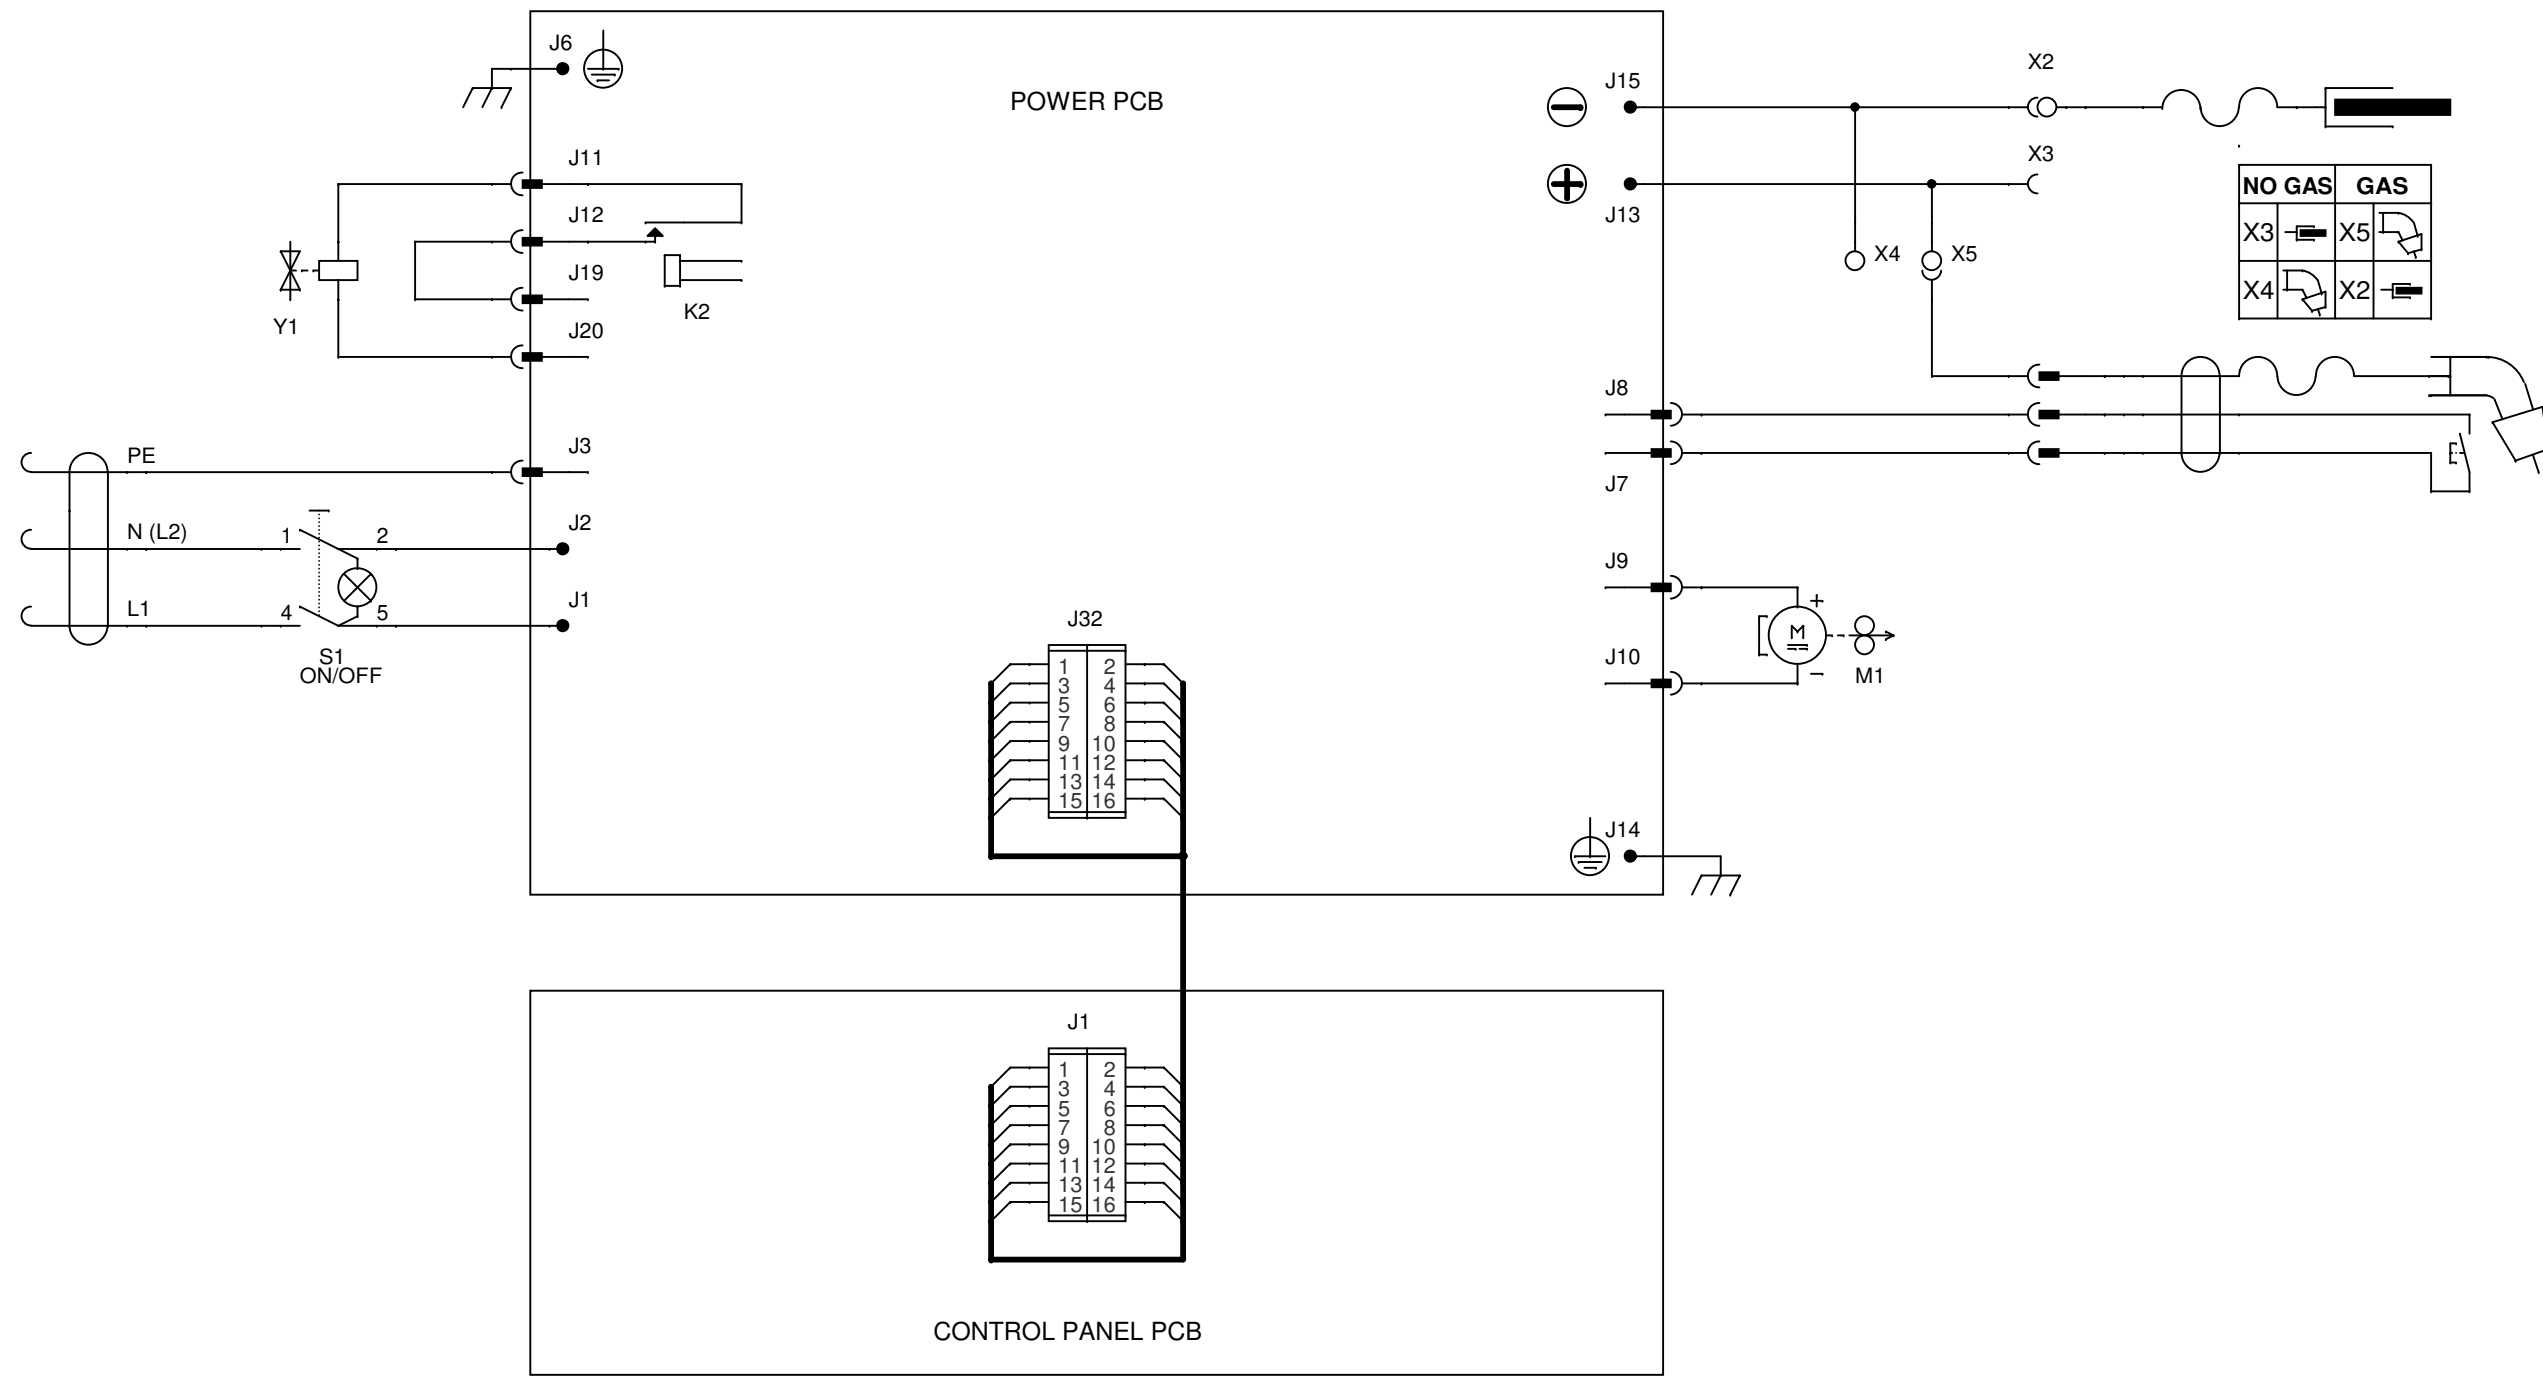 J6
POWER PCB
J15
X2
J11
X3
J12
J13
NO GAS GAS
X3 X5
X4 X2
J19
X4 X5
K2
Y1
J20
J8
PE
J3
J7
N (L2)
1 2
J2
J9
L1
4 5
J1
+
M
J10
−
M1
S1
ON/OFF
J32
1 2
3 4
5 6
7 8
9 10
11 12
13 14
15 16
J14
J1
1 2
3 4
5 6
7 8
9 10
11 12
13 14
15 16
CONTROL PANEL PCB